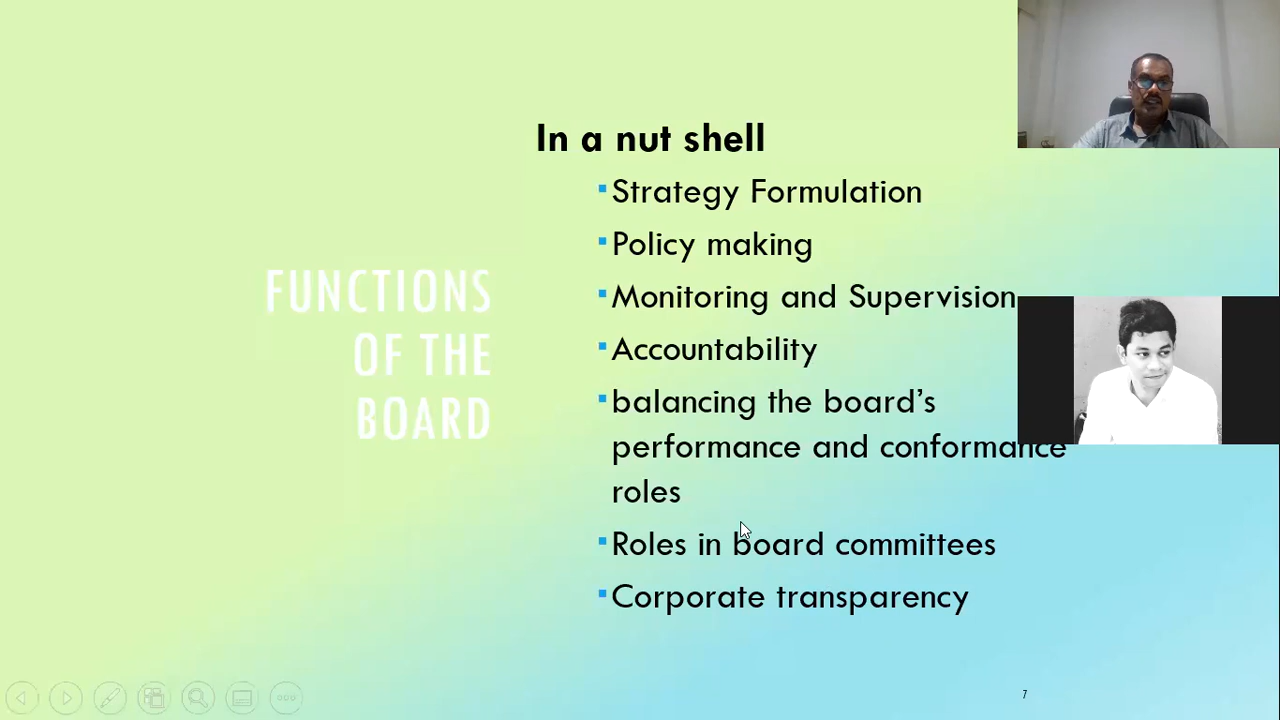 FUNCTIONS
OF THE
BOARD
In a nut shell
Strategy Formulation
Policy making
Monitoring and Supervision
Accountability
balancing the board's
performance and conformance
roles
Roles in board committees
Corporate transparency
7